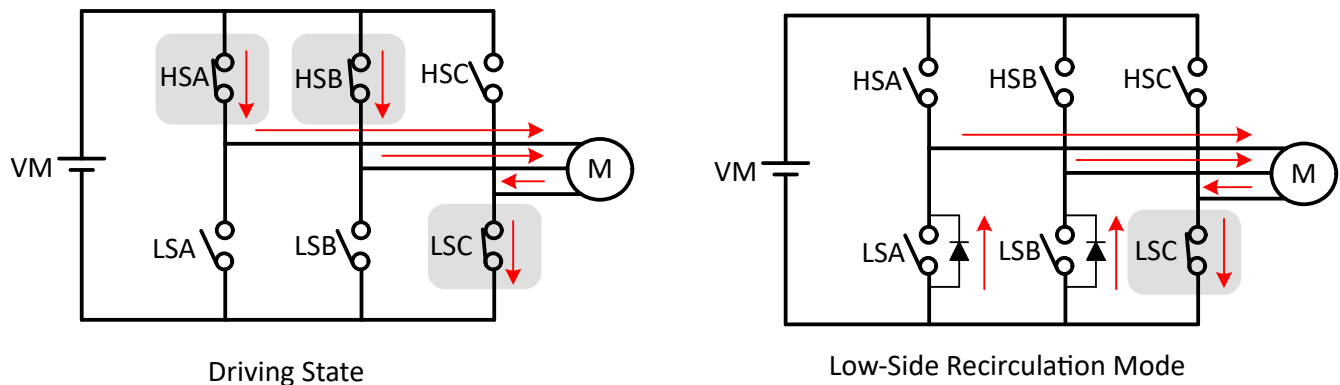 HSA
HSB
HSC
VM
M
LSA
LSB
LSC
Driving State
HSA
HSB
HSC
VM
M
LSA
LSB
LSC
Low-Side Recirculation Mode